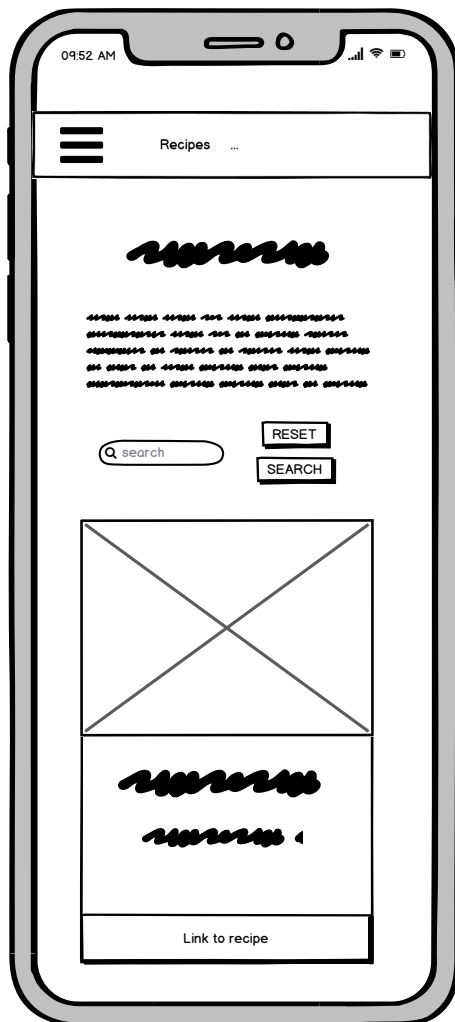 09:52 AM
Recipes ...
RESET
search
SEARCH
Link to recipe